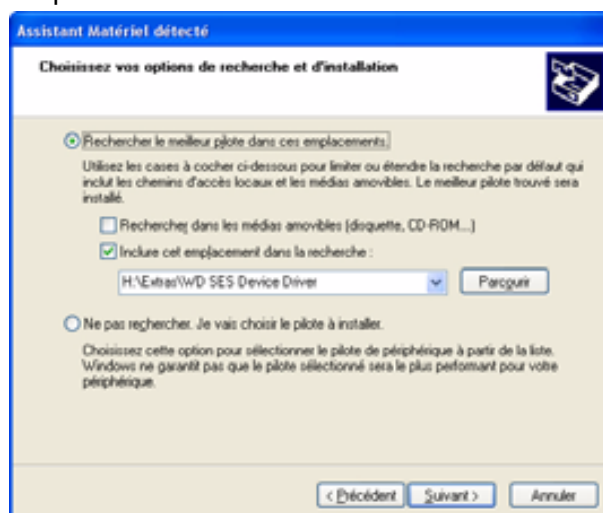 Assistant Matériel détecté
Choisissez vos options de recherche et d'installation
Rechercher le meilleur pilote dans ces emplacements.
Utilisez les cases à cocher ci-dessous pour limiter ou étendre la recherche par défaut qui
inclut les chemins d'accès locaux et les médias amovibles. Le meilleur pilote trouvé sera
installé.
Rechercher dans les médias amovibles (disquette, CD-ROM...)
Inclure cet emplacement dans la recherche :
H:\Extras\WD SES Device Driver
Parcourir
Ne pas rechercher. Je vais choisir le pilote à installer.
Choisissez cette option pour sélectionner le pilote de périphérique à partir de la liste.
Windows ne garantit pas que le pilote sélectionné sera le plus performant pour votre
périphérique.
< Précédent Suivant > Annuler